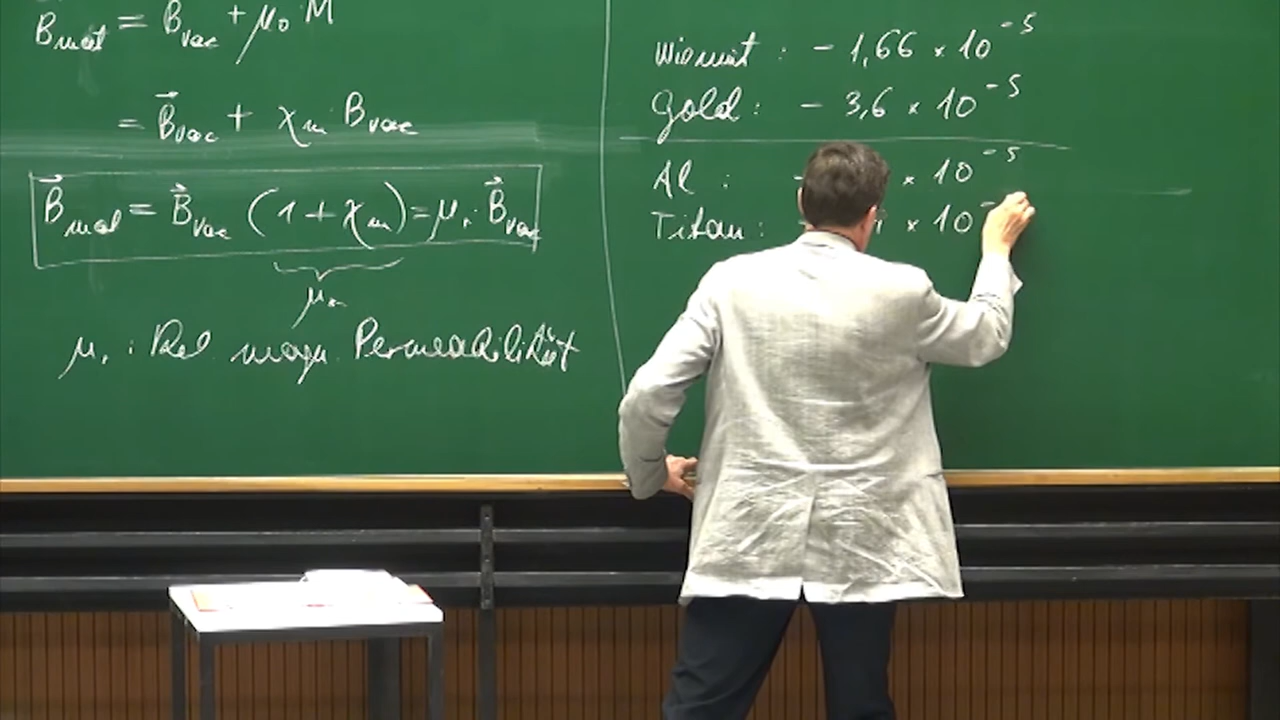 B_mat = B_vac + μ₀ M
= B⃗_vac + χ_m B_vac
B⃗_mat = B⃗_vac (1 + χ_m) = μ_r · B⃗_vac
μ_r
μ_r : Rel. magn. Permeabilität
Wismut : − 1,66 × 10⁻⁵
Gold : − 3,6 × 10⁻⁵
Al : × 10⁻⁵
Titan : × 10⁻